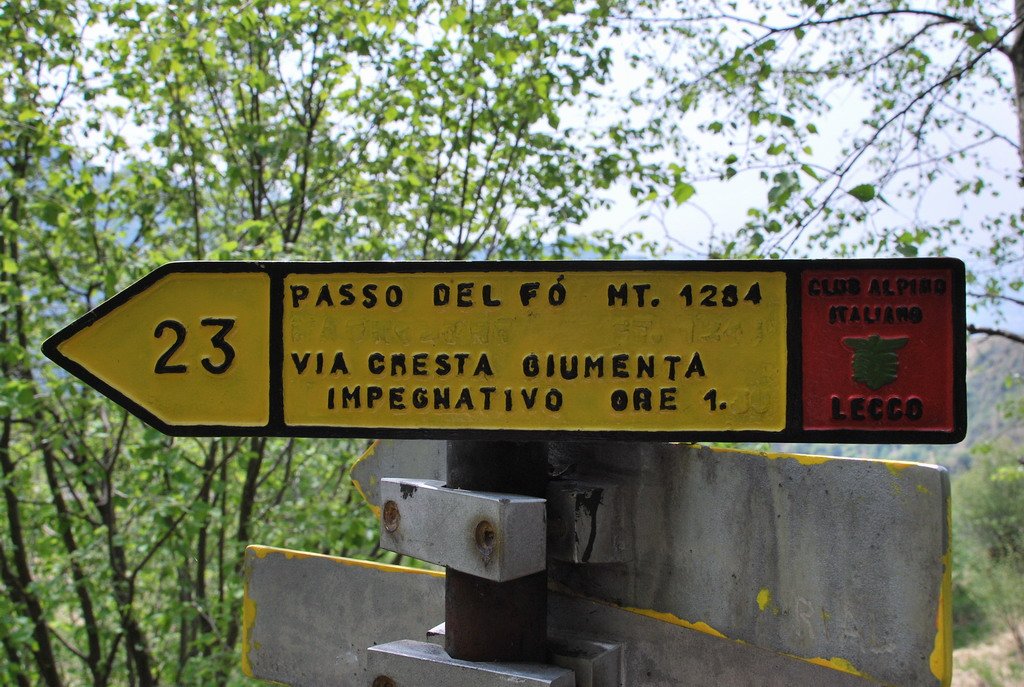 23
PASSO DEL FÓ MT. 1284
VIA CRESTA GIUMENTA
IMPEGNATIVO ORE 1.
CLUB ALPINO
ITALIANO
LECCO